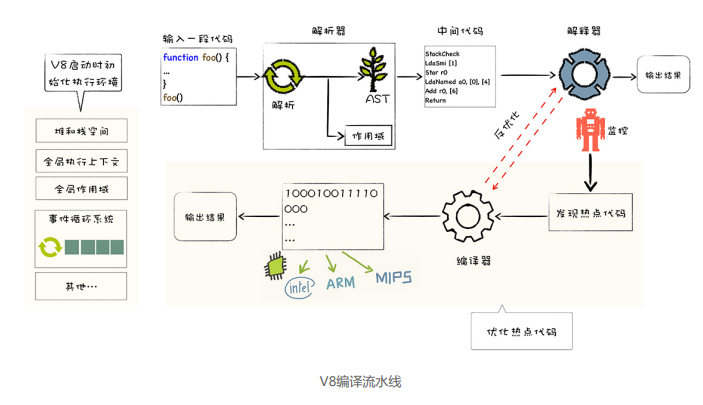 V8启动时初
始化执行环境
堆和栈空间
全局执行上下文
全局作用域
事件循环系统
其他...
输入一段代码
function foo() {
...
}
foo()
解析器
解析
AST
作用域
中间代码
StackCheck
LdaSmi [1]
Star r0
LdaNamed a0, [0], [4]
Add r0, [6]
Return
解释器
输出结果
反优化
监控
发现热点代码
编译器
100010011110
000
...
...
输出结果
intel
ARM
MIPS
优化热点代码
V8编译流水线